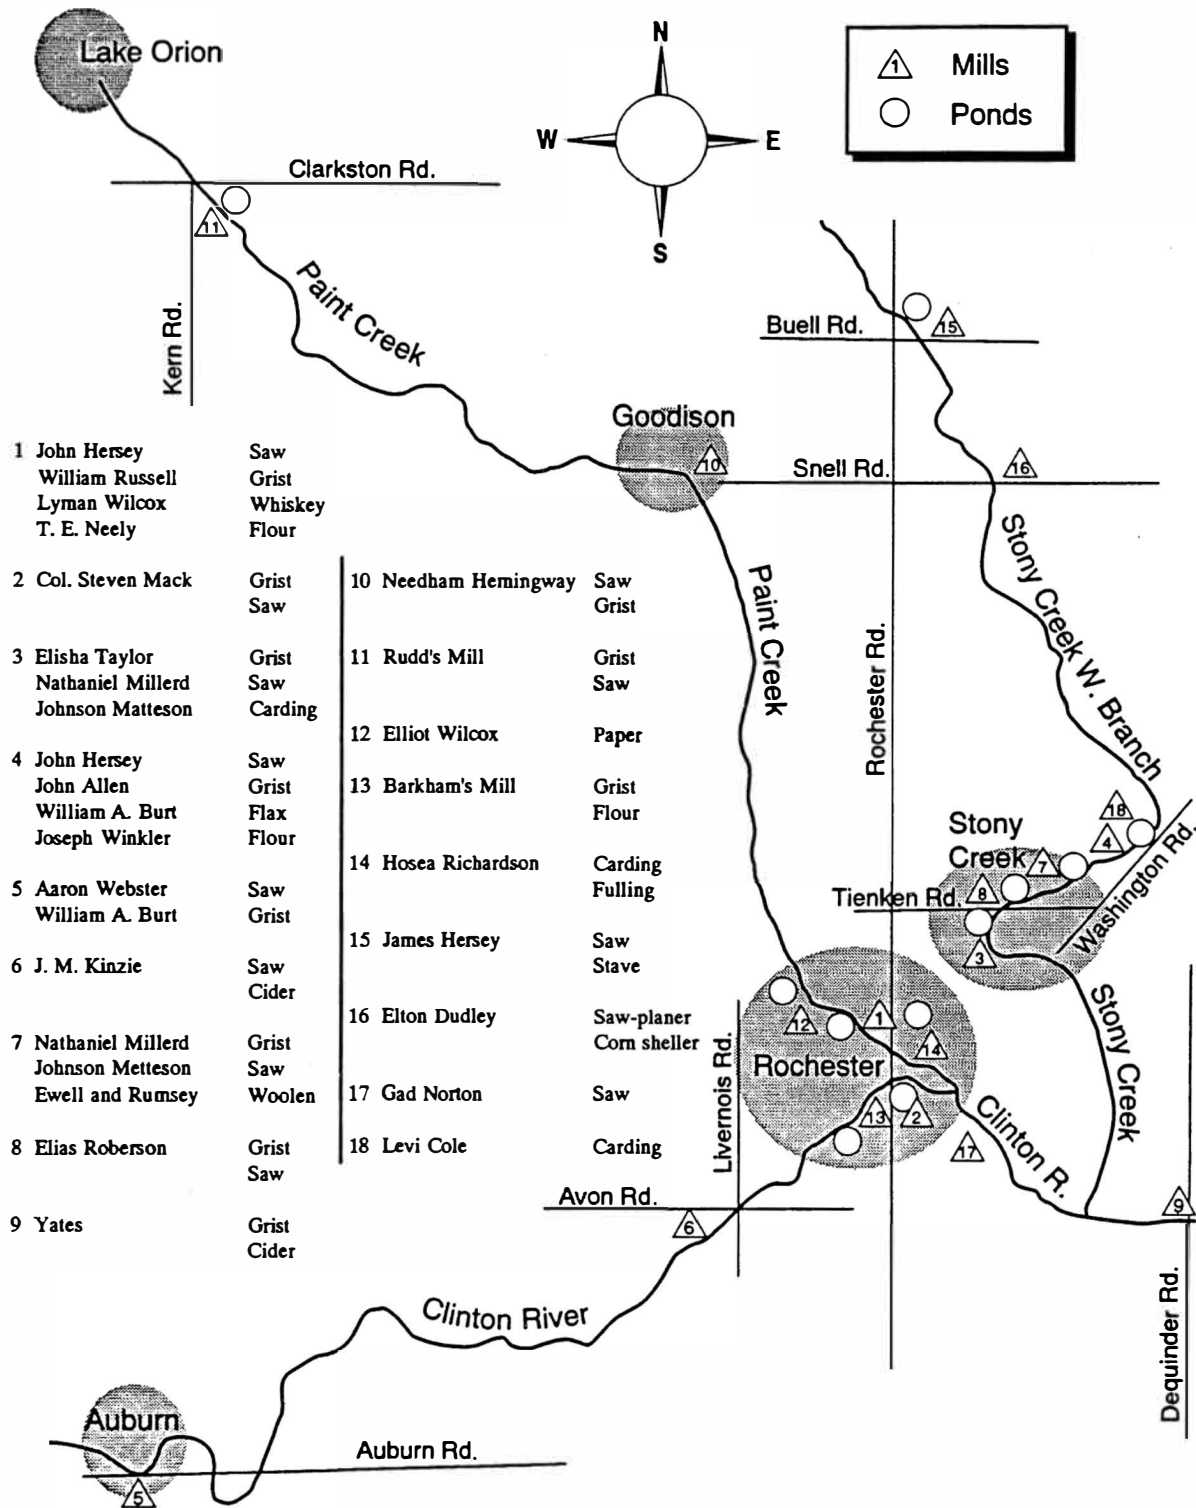 Lake Orion
N
W
E
S
1 Mills
Ponds
Clarkston Rd.
11
Kern Rd.
Paint Creek
Buell Rd.
15
Goodison
10
Snell Rd.
16
Stony Creek W. Branch
Paint Creek
Rochester Rd.
1 John Hersey Saw
William Russell Grist
Lyman Wilcox Whiskey
T. E. Neely Flour
2 Col. Steven Mack Grist
Saw
3 Elisha Taylor Grist
Nathaniel Millerd Saw
Johnson Matteson Carding
4 John Hersey Saw
John Allen Grist
William A. Burt Flax
Joseph Winkler Flour
5 Aaron Webster Saw
William A. Burt Grist
6 J. M. Kinzie Saw
Cider
7 Nathaniel Millerd Grist
Johnson Metteson Saw
Ewell and Rumsey Woolen
8 Elias Roberson Grist
Saw
9 Yates Grist
Cider
10 Needham Hemingway Saw
Grist
11 Rudd's Mill Grist
Saw
12 Elliot Wilcox Paper
13 Barkham's Mill Grist
Flour
14 Hosea Richardson Carding
Fulling
15 James Hersey Saw
Stave
16 Elton Dudley Saw-planer
Corn sheller
17 Gad Norton Saw
18 Levi Cole Carding
18
4
Stony
Creek
7
8
Tienken Rd.
Washington Rd.
3
Stony Creek
12
1
14
Rochester
Livernois Rd.
13
2
Clinton R.
17
9
Avon Rd.
6
Dequinder Rd.
Clinton River
Auburn
Auburn Rd.
5